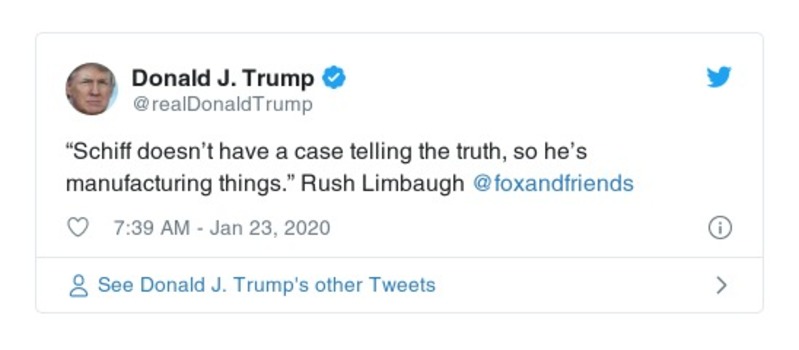 Donald J. Trump
@realDonaldTrump
“Schiff doesn’t have a case telling the truth, so he’s
manufacturing things.” Rush Limbaugh @foxandfriends
7:39 AM - Jan 23, 2020
See Donald J. Trump's other Tweets